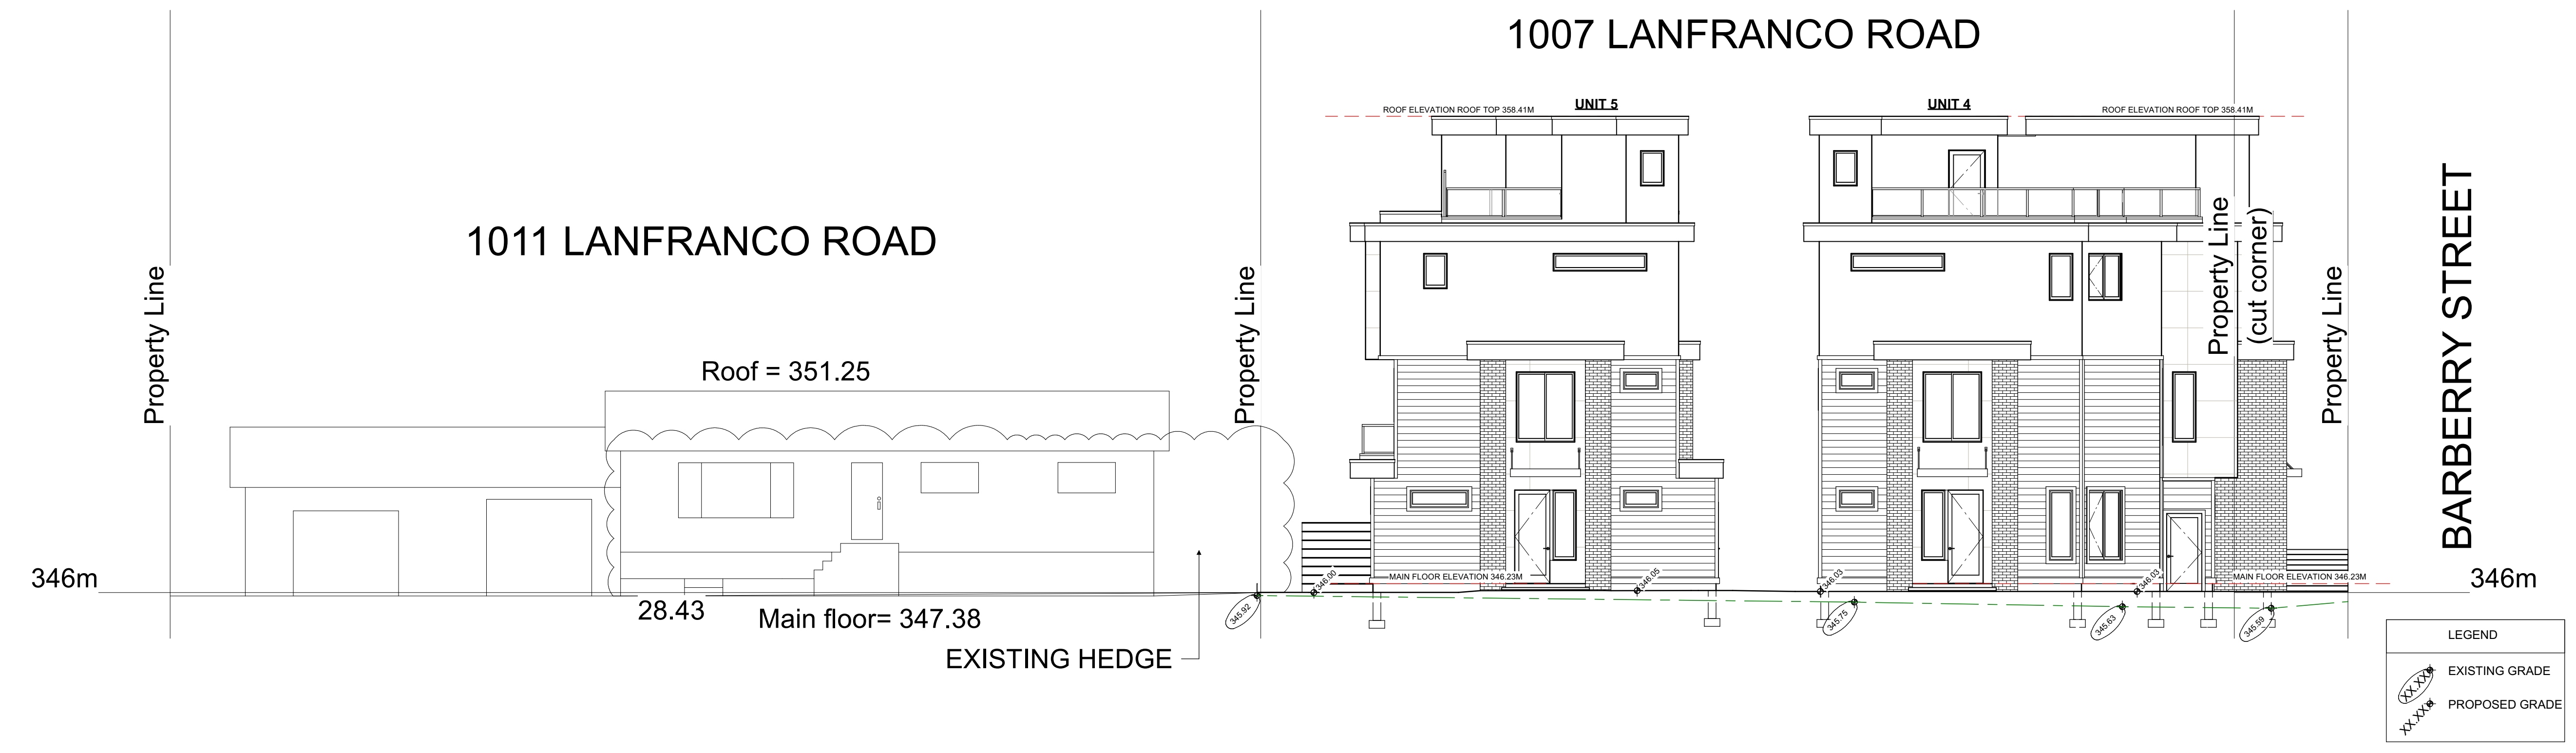 1007 LANFRANCO ROAD
ROOF ELEVATION ROOF TOP 358.41M
UNIT 5
UNIT 4
ROOF ELEVATION ROOF TOP 358.41M
1011 LANFRANCO ROAD
Property Line
Property Line
Property Line
(cut corner)
Property Line
BARBERRY STREET
Roof = 351.25
346m
28.43
Main floor= 347.38
EXISTING HEDGE
345.92
346.00
MAIN FLOOR ELEVATION 346.23M
346.05
346.03
345.75
345.63
346.03
345.59
MAIN FLOOR ELEVATION 346.23M
346m
LEGEND
XX.XX
EXISTING GRADE
XX.XX
PROPOSED GRADE